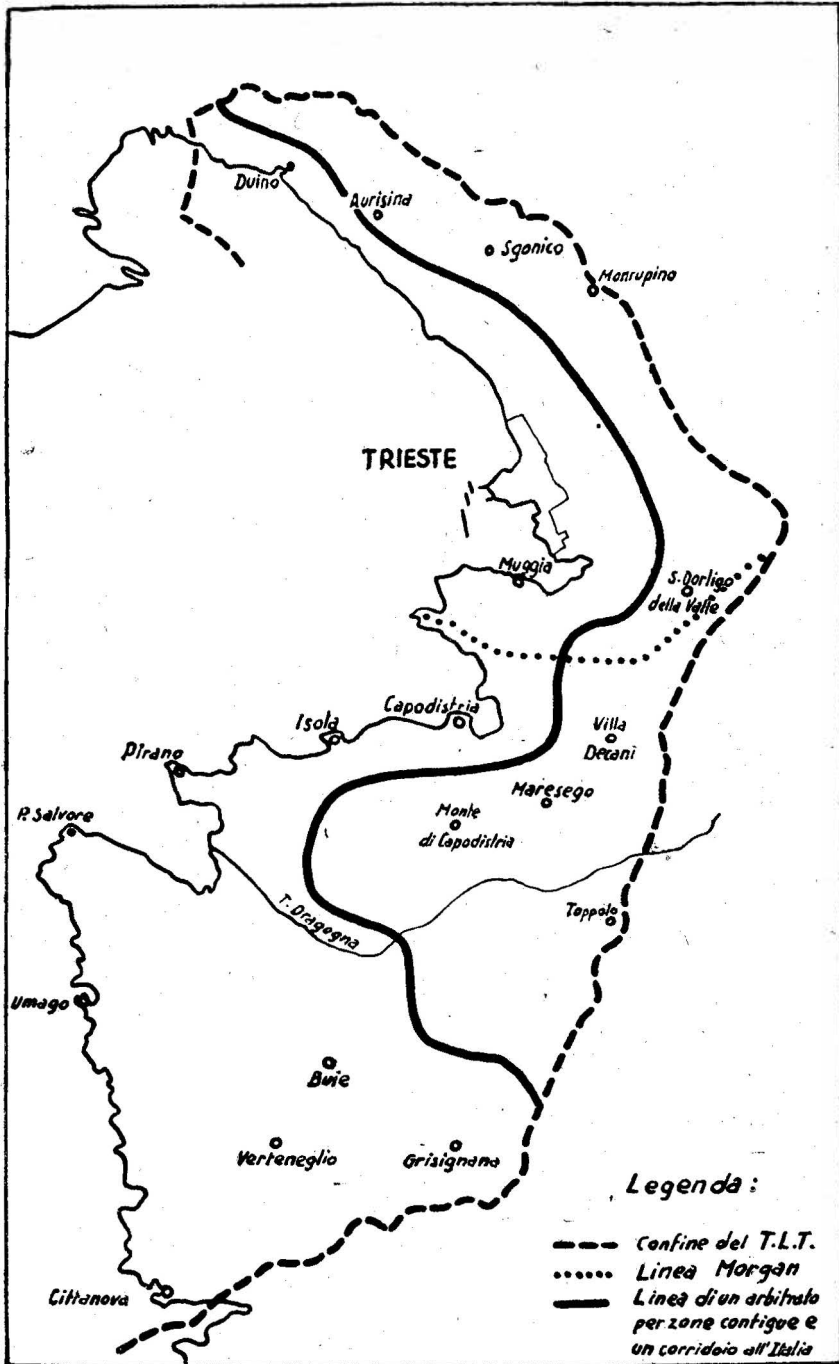 Duino
Aurisina
Sgonico
Monrupino
TRIESTE
Muggia
S. Dorligo
della Valle
Capodistria
Isola
Villa
Decani
Pirano
Maresego
P. Salvore
Monte
di Capodistria
Toppolo
T. Dragogna
Umago
Buie
Verteneglio
Grisignana
Cittanova
Legenda :
Confine del T.L.T.
Linea Morgan
Linea di un arbitrato
per zone contigue e
un corridoio all'Italia